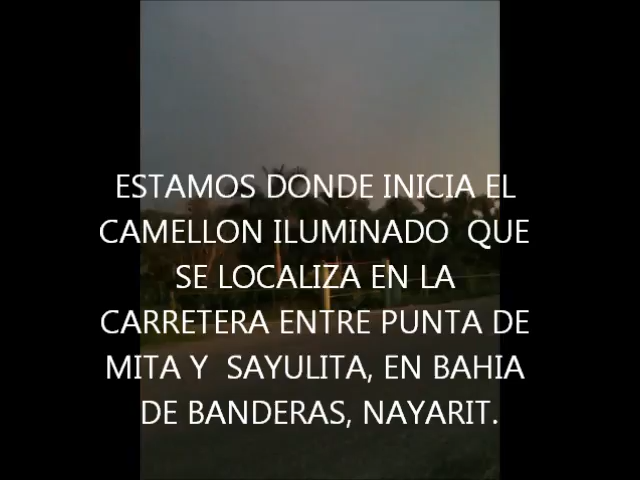 ESTAMOS DONDE INICIA EL
CAMELLON ILUMINADO QUE
SE LOCALIZA EN LA
CARRETERA ENTRE PUNTA DE
MITA Y SAYULITA, EN BAHIA
DE BANDERAS, NAYARIT.